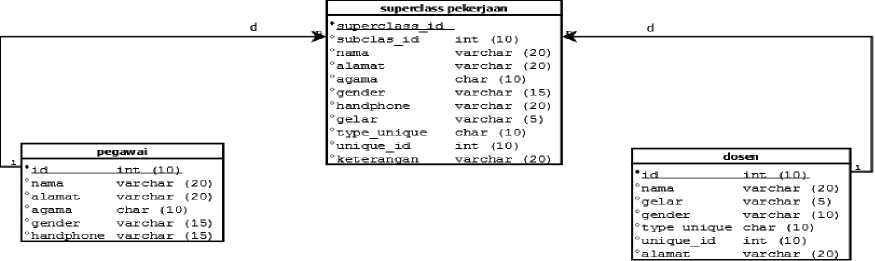 superclass pekerjaan
superclass_id
subclas_id int (10)
nama varchar (20)
alamat varchar (20)
agama char (10)
gender varchar (15)
handphone varchar (20)
gelar varchar (5)
type_unique char (10)
unique_id int (10)
keterangan varchar (20)
d
d
pegawai
1
id int (10)
nama varchar (20)
alamat varchar (20)
agama char (10)
gender varchar (15)
handphone varchar (15)
dosen
1
id int (10)
nama varchar (20)
gelar varchar (5)
gender varchar (10)
type unique char (10)
unique_id int (10)
alamat varchar (20)